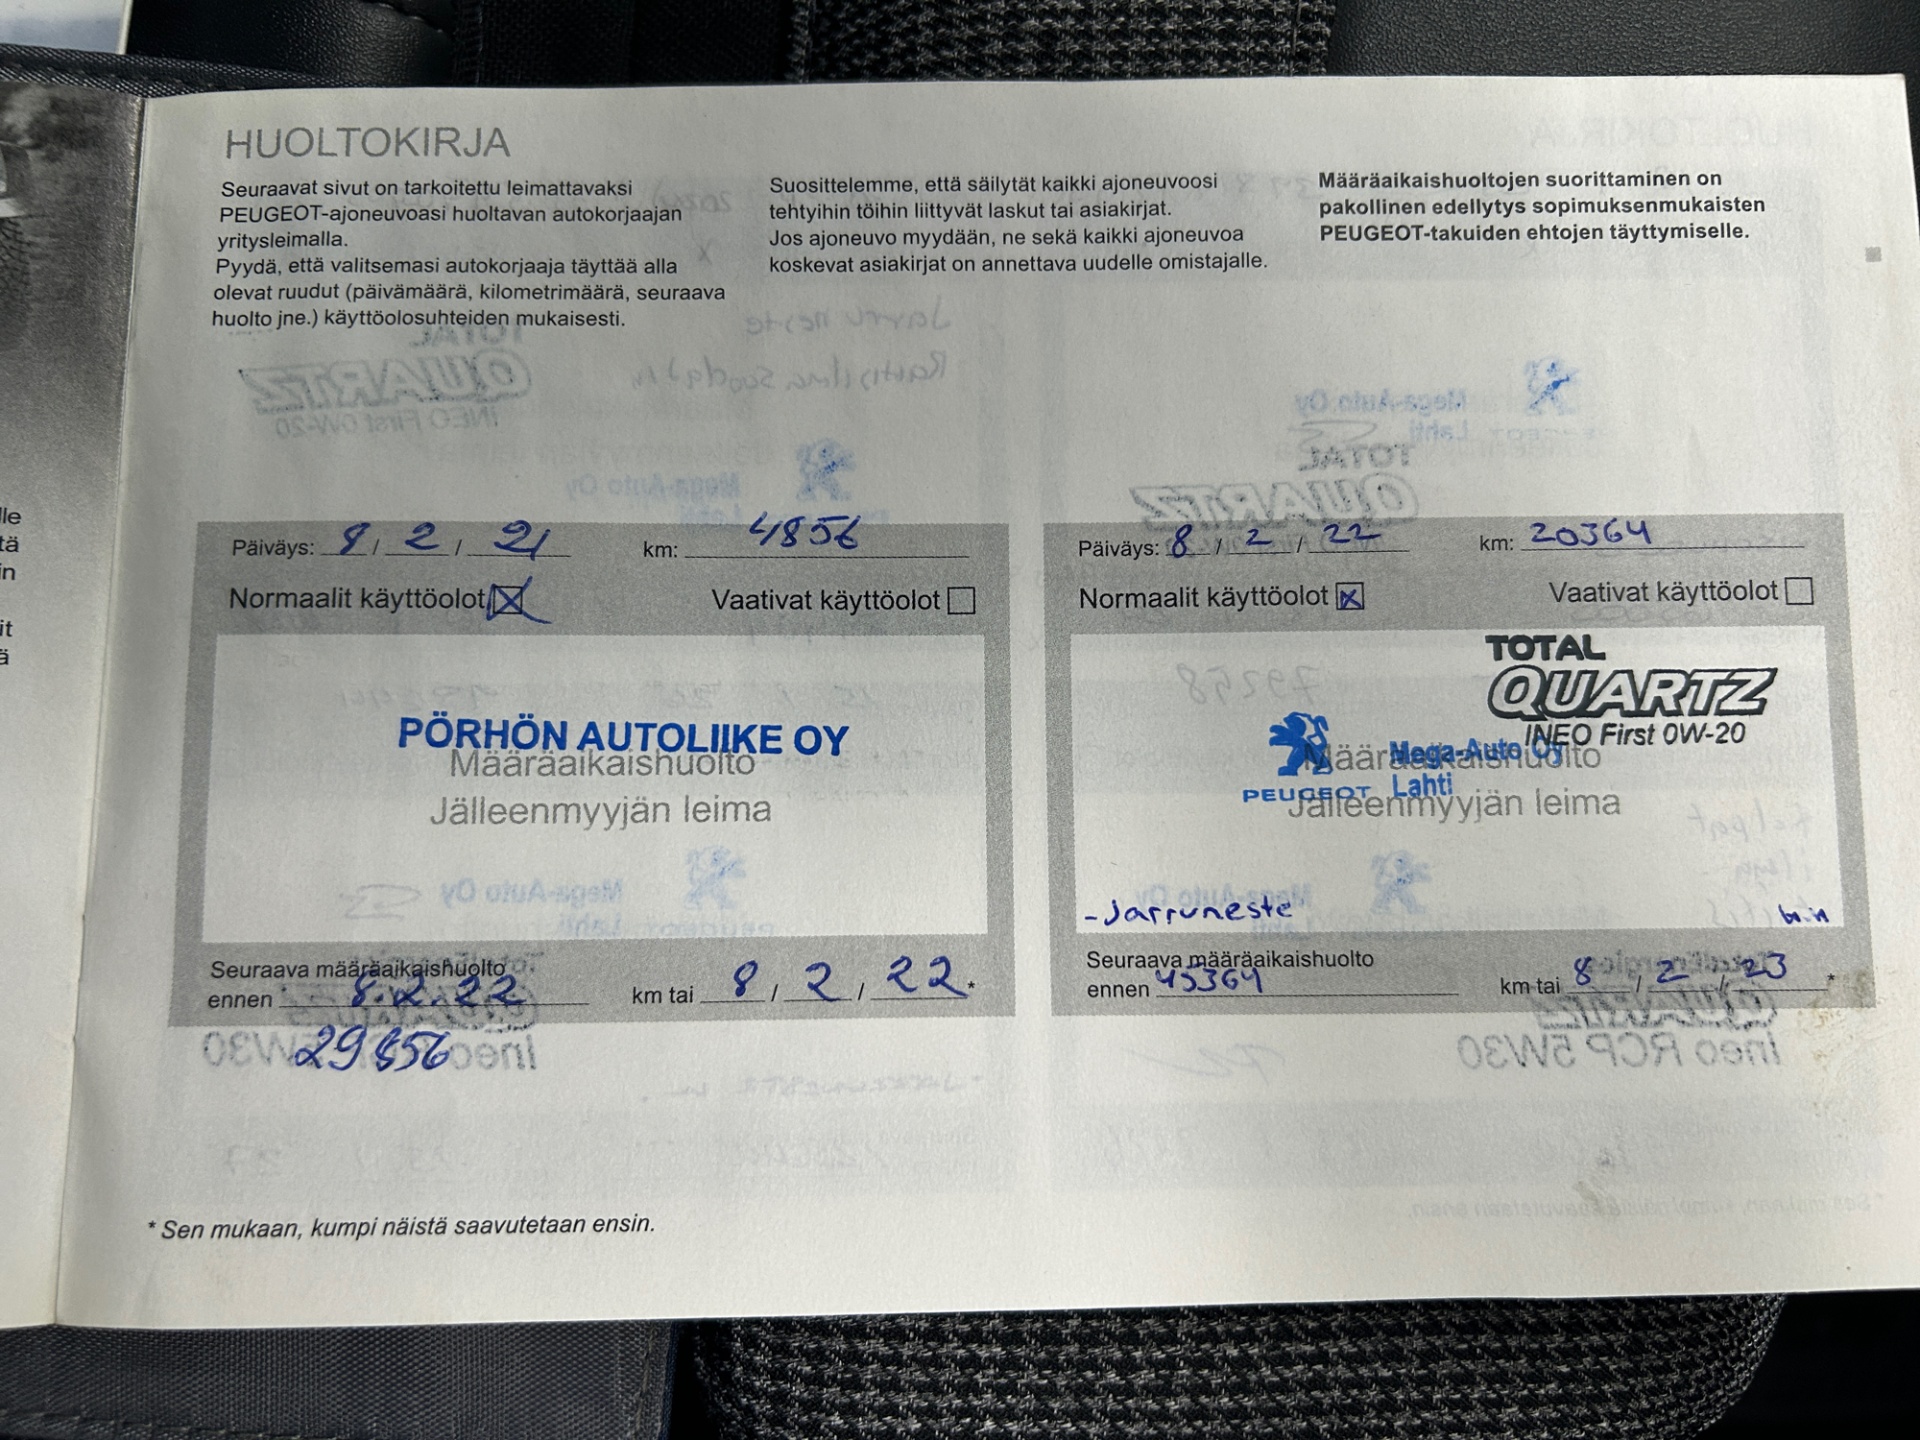 HUOLTOKIRJA
Seuraavat sivut on tarkoitettu leimattavaksi
PEUGEOT-ajoneuvoasi huoltavan autokorjaajan
yritysleimalla.
Pyydä, että valitsemasi autokorjaaja täyttää alla
olevat ruudut (päivämäärä, kilometrimäärä, seuraava
huolto jne.) käyttöolosuhteiden mukaisesti.
Suosittelemme, että säilytät kaikki ajoneuvoosi
tehtyihin töihin liittyvät laskut tai asiakirjat.
Jos ajoneuvo myydään, ne sekä kaikki ajoneuvoa
koskevat asiakirjat on annettava uudelle omistajalle.
Määräaikaishuoltojen suorittaminen on
pakollinen edellytys sopimuksenmukaisten
PEUGEOT-takuiden ehtojen täyttymiselle.
Päiväys: 8 / 2 / 21 km: 4856
Normaalit käyttöolot Vaativat käyttöolot
PÖRHÖN AUTOLIIKE OY
Määräaikaishuolto
Jälleenmyyjän leima
Seuraava määräaikaishuolto
ennen 8.2.22 km tai 8 / 2 / 22 *
29856
Päiväys: 8 / 2 / 22 km: 20364
Normaalit käyttöolot Vaativat käyttöolot
TOTAL
QUARTZ
INEO First 0W-20
Mega-Auto Oy
Lahti
PEUGEOT
Määräaikaishuolto
Jälleenmyyjän leima
-Jarruneste
Seuraava määräaikaishuolto
ennen 45364 km tai 8 / 2 / 23 *
* Sen mukaan, kumpi näistä saavutetaan ensin.